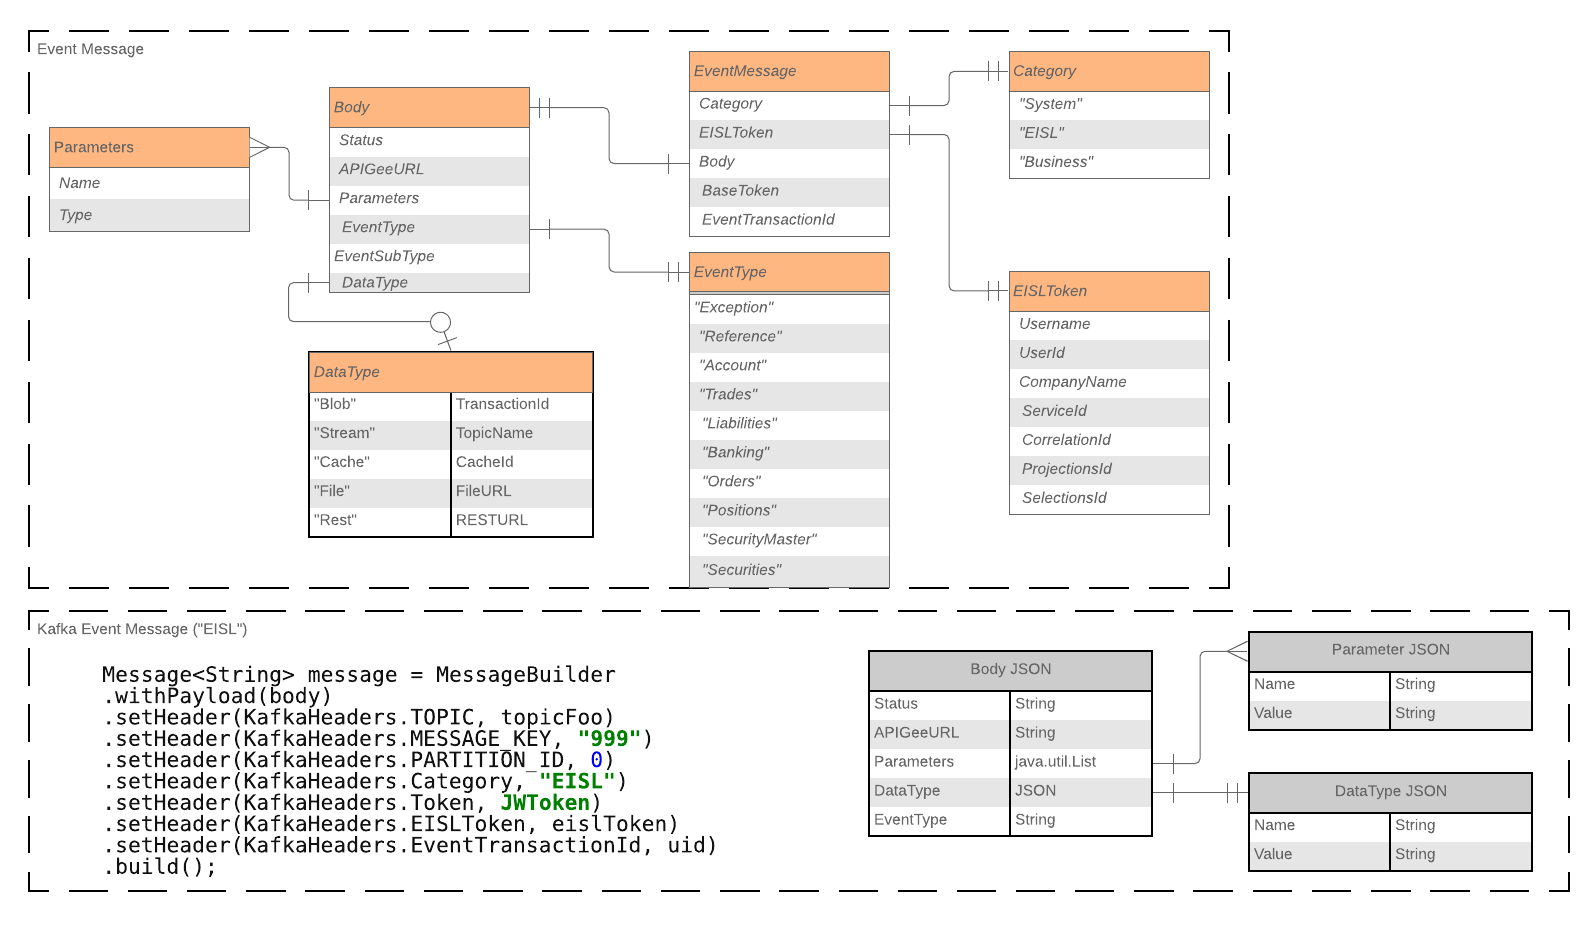 Event Message
Parameters
Name
Type
Body
Status
APIGeeURL
Parameters
EventType
EventSubType
DataType
DataType
"Blob" TransactionId
"Stream" TopicName
"Cache" CacheId
"File" FileURL
"Rest" RESTURL
EventMessage
Category
EISLToken
Body
BaseToken
EventTransactionId
EventType
"Exception"
"Reference"
"Account"
"Trades"
"Liabilities"
"Banking"
"Orders"
"Positions"
"SecurityMaster"
"Securities"
Category
"System"
"EISL"
"Business"
EISLToken
Username
UserId
CompanyName
ServiceId
CorrelationId
ProjectionsId
SelectionsId
Kafka Event Message ("EISL")
Message<String> message = MessageBuilder
.withPayload(body)
.setHeader(KafkaHeaders.TOPIC, topicFoo)
.setHeader(KafkaHeaders.MESSAGE_KEY, "999")
.setHeader(KafkaHeaders.PARTITION_ID, 0)
.setHeader(KafkaHeaders.Category, "EISL")
.setHeader(KafkaHeaders.Token, JWToken)
.setHeader(KafkaHeaders.EISLToken, eislToken)
.setHeader(KafkaHeaders.EventTransactionId, uid)
.build();
Body JSON
Status String
APIGeeURL String
Parameters java.util.List
DataType JSON
EventType String
Parameter JSON
Name String
Value String
DataType JSON
Name String
Value String